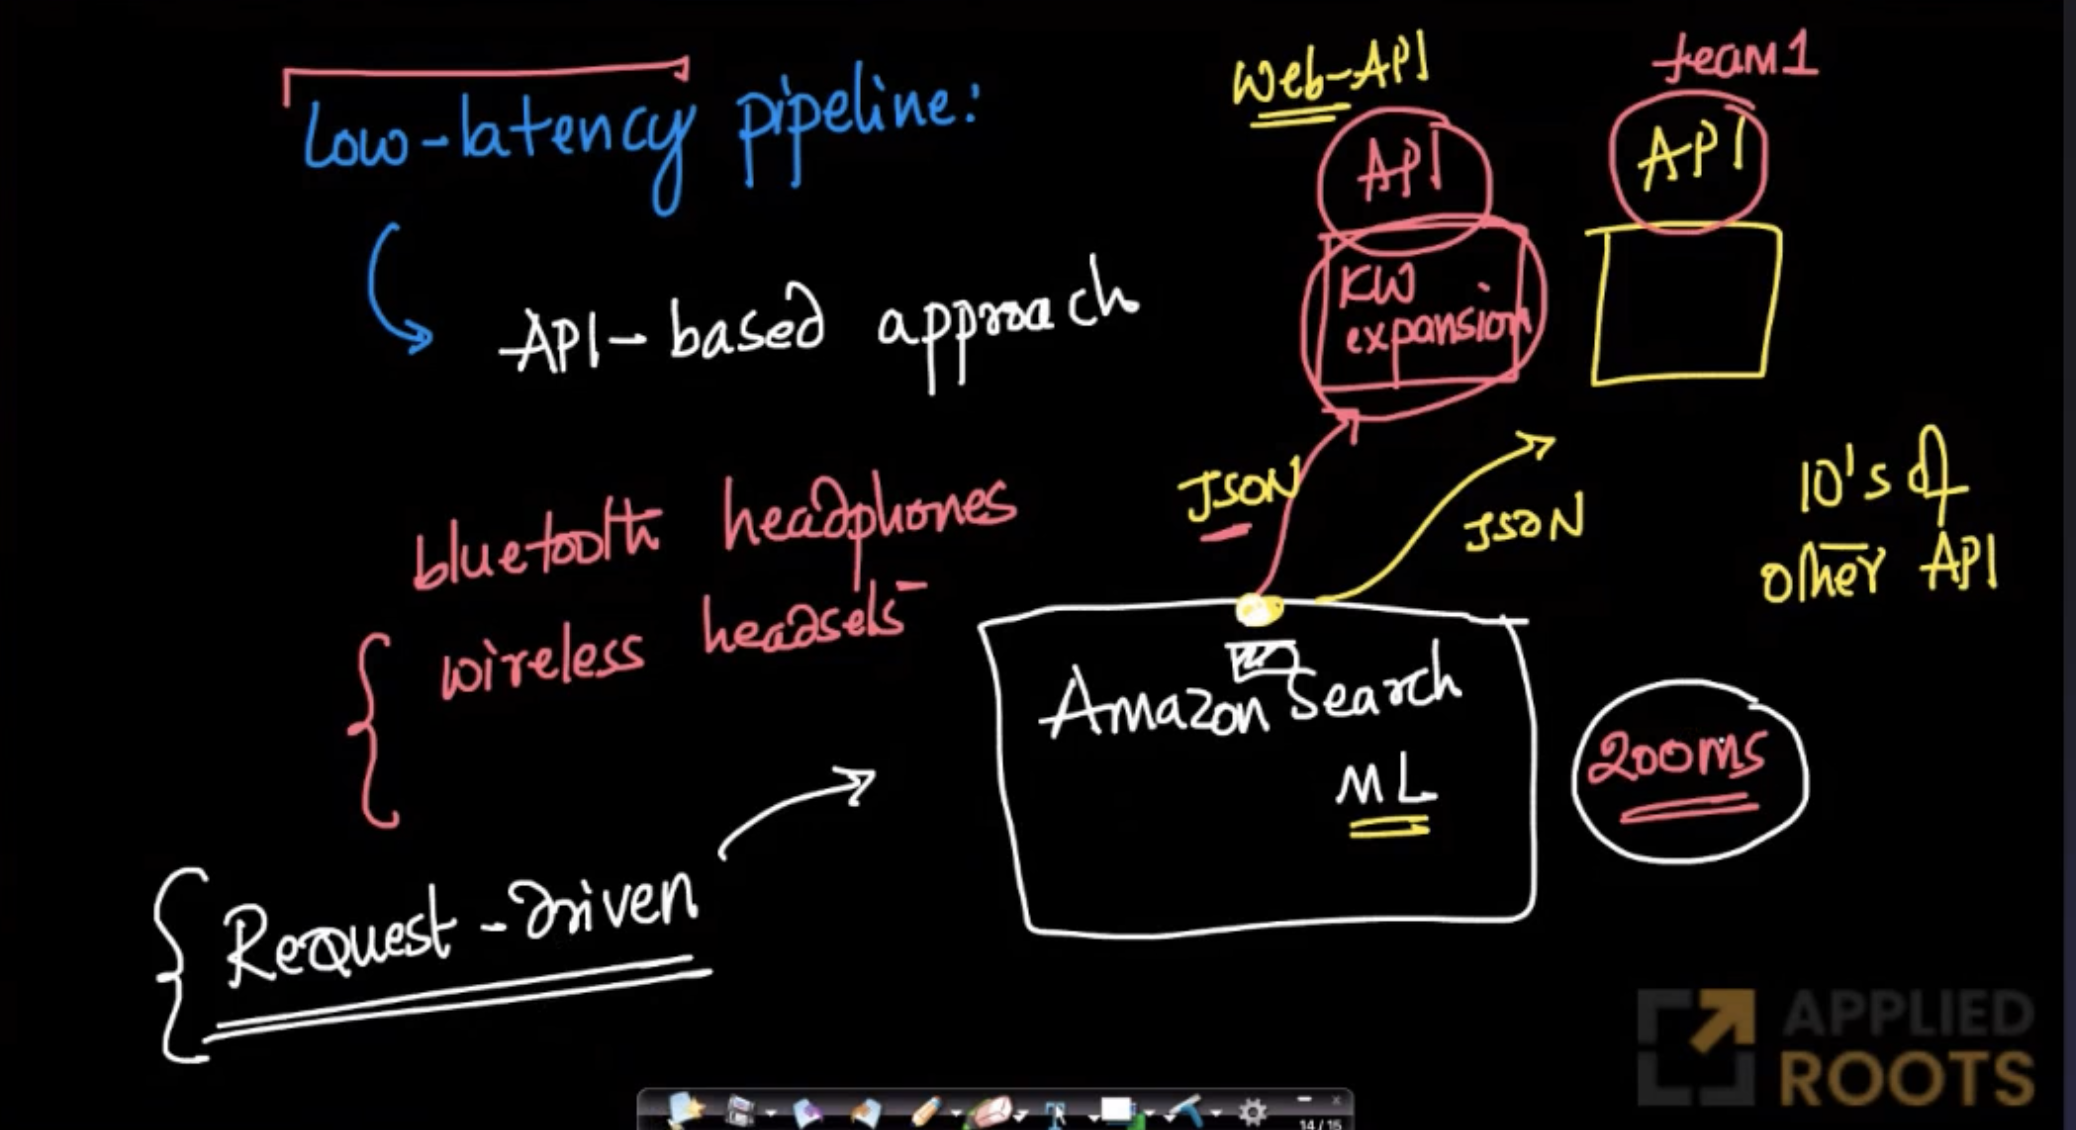 Low-latency pipeline:
API-based approach
bluetooth headphones
wireless headsets
Request-driven
Web-API
API
KW
expansion
team1
API
JSON
JSON
10's of
other API
Amazon Search
ML
200ms
APPLIED
ROOTS
14 / 15